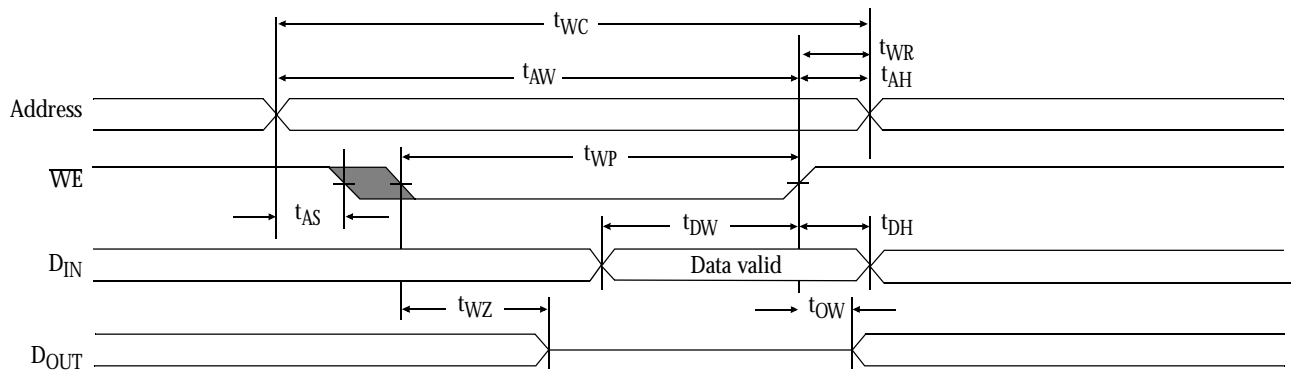 tWC
tWR
tAW
tAH
Address
tWP
WE
tAS
tDW
tDH
DIN
Data valid
tWZ
tOW
DOUT